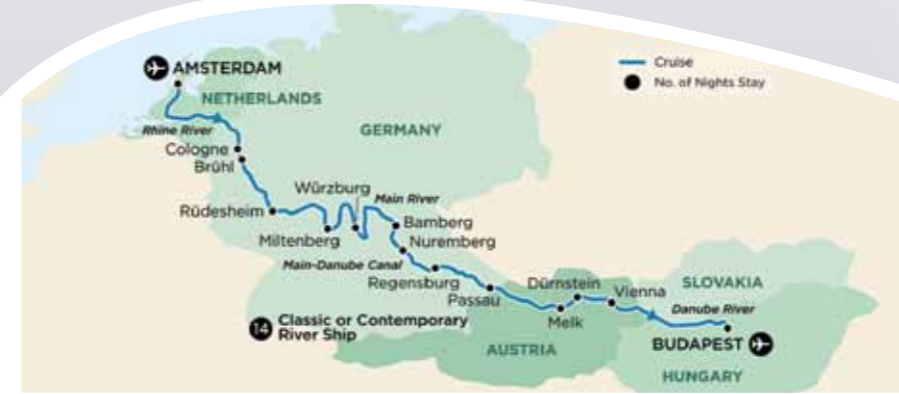 AMSTERDAM
NETHERLANDS
Cruise
No. of Nights Stay
Rhine River
GERMANY
Cologne
Brühl
Würzburg
Main River
Rüdesheim
Bamberg
Miltenberg
Nuremberg
Main-Danube Canal
Regensburg
Dürnstein
SLOVAKIA
Passau
Vienna
Danube River
14 Classic or Contemporary
River Ship
Melk
BUDAPEST
AUSTRIA
HUNGARY